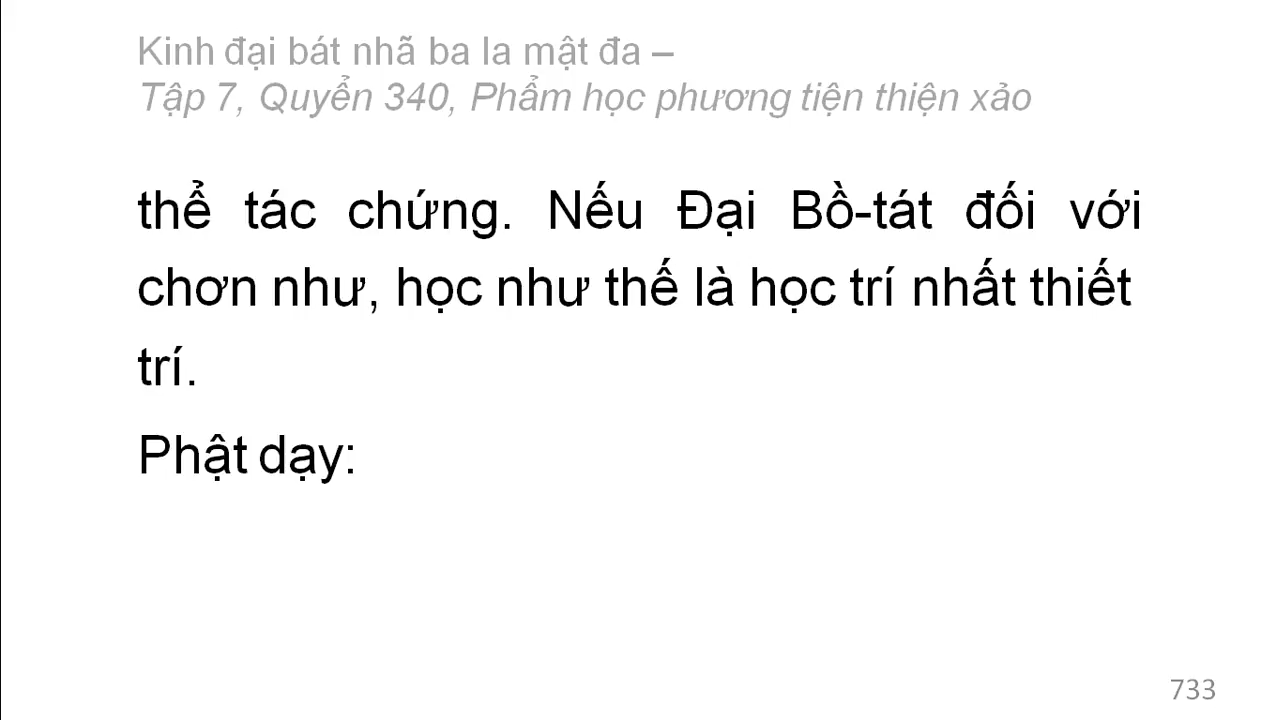 Kinh đại bát nhã ba la mật đa –
Tập 7, Quyển 340, Phẩm học phương tiện thiện xảo
thể tác chứng. Nếu Đại Bồ-tát đối với
chơn như, học như thế là học trí nhất thiết
trí.
Phật dạy:
733